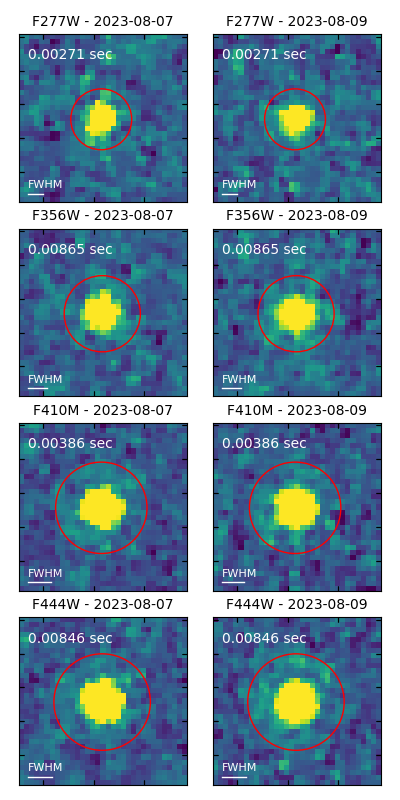 F277W - 2023-08-07
F277W - 2023-08-09
0.00271 sec
0.00271 sec
FWHM
FWHM
F356W - 2023-08-07
F356W - 2023-08-09
0.00865 sec
0.00865 sec
FWHM
FWHM
F410M - 2023-08-07
F410M - 2023-08-09
0.00386 sec
0.00386 sec
FWHM
FWHM
F444W - 2023-08-07
F444W - 2023-08-09
0.00846 sec
0.00846 sec
FWHM
FWHM